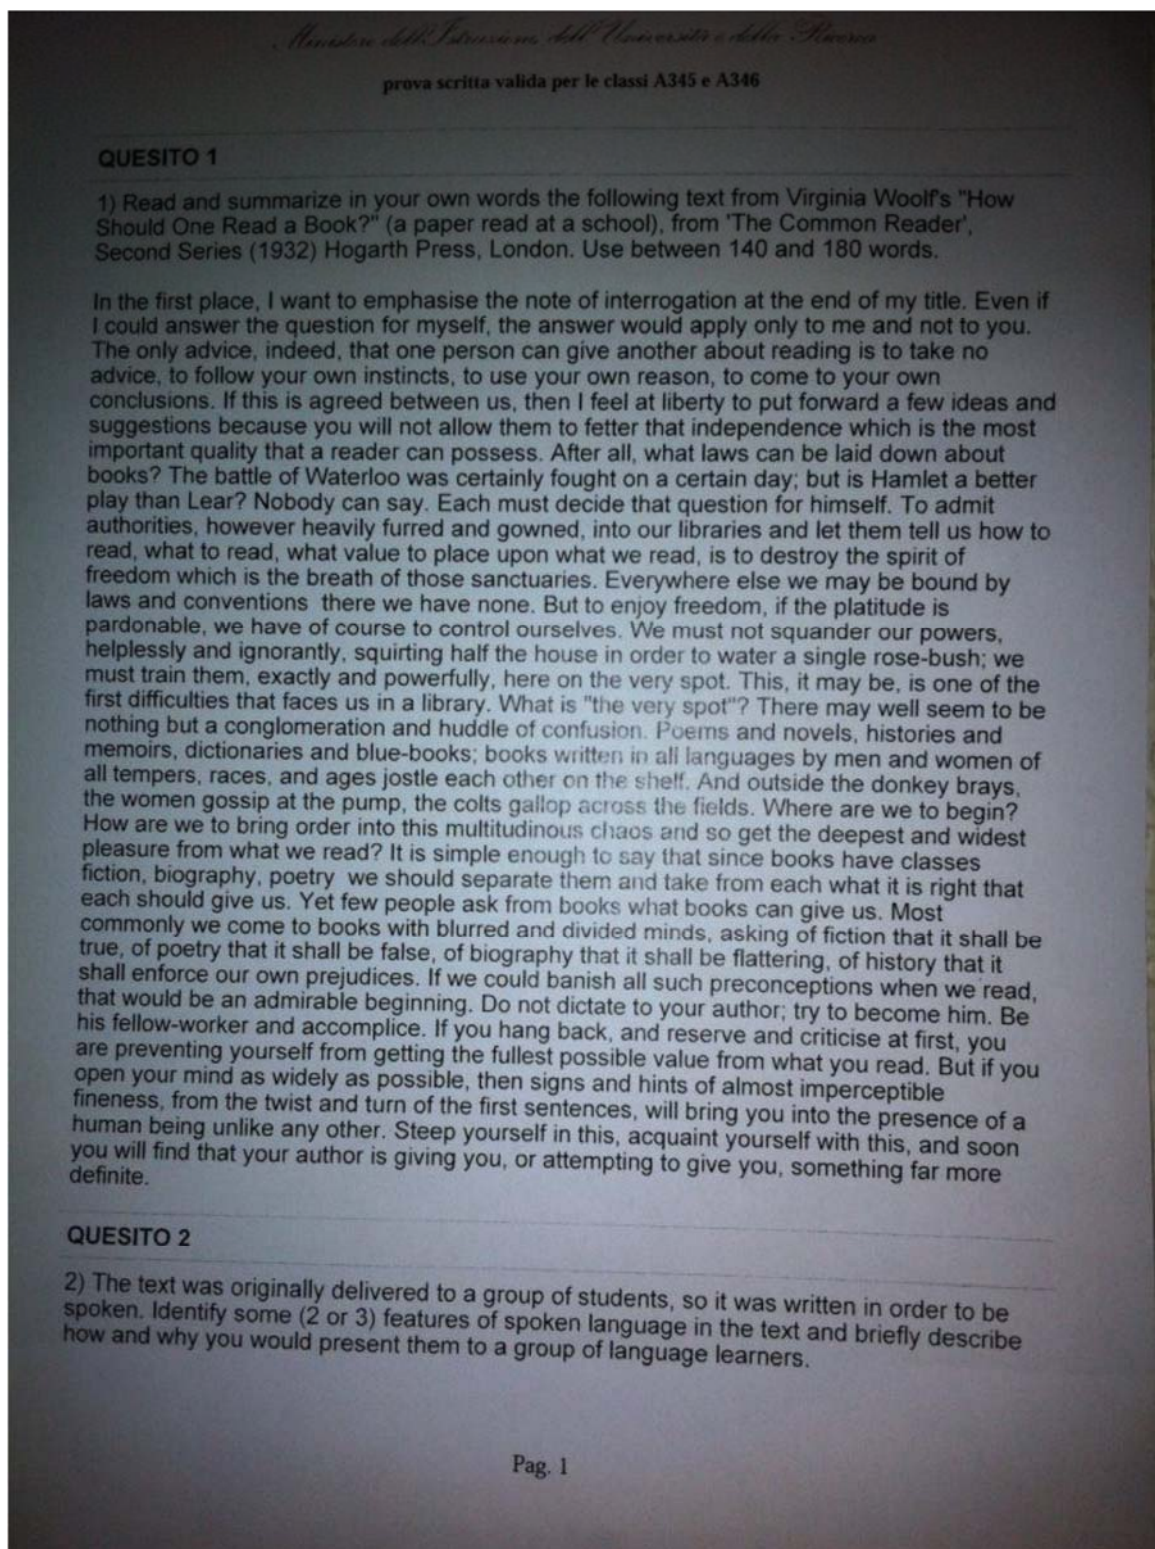 Ministero dell'Istruzione, dell'Università e della Ricerca
prova scritta valida per le classi A345 e A346
QUESITO 1
1) Read and summarize in your own words the following text from Virginia Woolf's "How
Should One Read a Book?" (a paper read at a school), from 'The Common Reader',
Second Series (1932) Hogarth Press, London. Use between 140 and 180 words.
In the first place, I want to emphasise the note of interrogation at the end of my title. Even if
I could answer the question for myself, the answer would apply only to me and not to you.
The only advice, indeed, that one person can give another about reading is to take no
advice, to follow your own instincts, to use your own reason, to come to your own
conclusions. If this is agreed between us, then I feel at liberty to put forward a few ideas and
suggestions because you will not allow them to fetter that independence which is the most
important quality that a reader can possess. After all, what laws can be laid down about
books? The battle of Waterloo was certainly fought on a certain day; but is Hamlet a better
play than Lear? Nobody can say. Each must decide that question for himself. To admit
authorities, however heavily furred and gowned, into our libraries and let them tell us how to
read, what to read, what value to place upon what we read, is to destroy the spirit of
freedom which is the breath of those sanctuaries. Everywhere else we may be bound by
laws and conventions there we have none. But to enjoy freedom, if the platitude is
pardonable, we have of course to control ourselves. We must not squander our powers,
helplessly and ignorantly, squirting half the house in order to water a single rose-bush; we
must train them, exactly and powerfully, here on the very spot. This, it may be, is one of the
first difficulties that faces us in a library. What is "the very spot"? There may well seem to be
nothing but a conglomeration and huddle of confusion. Poems and novels, histories and
memoirs, dictionaries and blue-books; books written in all languages by men and women of
all tempers, races, and ages jostle each other on the shelf. And outside the donkey brays,
the women gossip at the pump, the colts gallop across the fields. Where are we to begin?
How are we to bring order into this multitudinous chaos and so get the deepest and widest
pleasure from what we read? It is simple enough to say that since books have classes
fiction, biography, poetry we should separate them and take from each what it is right that
each should give us. Yet few people ask from books what books can give us. Most
commonly we come to books with blurred and divided minds, asking of fiction that it shall be
true, of poetry that it shall be false, of biography that it shall be flattering, of history that it
shall enforce our own prejudices. If we could banish all such preconceptions when we read,
that would be an admirable beginning. Do not dictate to your author; try to become him. Be
his fellow-worker and accomplice. If you hang back, and reserve and criticise at first, you
are preventing yourself from getting the fullest possible value from what you read. But if you
open your mind as widely as possible, then signs and hints of almost imperceptible
fineness, from the twist and turn of the first sentences, will bring you into the presence of a
human being unlike any other. Steep yourself in this, acquaint yourself with this, and soon
you will find that your author is giving you, or attempting to give you, something far more
definite.
QUESITO 2
2) The text was originally delivered to a group of students, so it was written in order to be
spoken. Identify some (2 or 3) features of spoken language in the text and briefly describe
how and why you would present them to a group of language learners.
Pag. 1